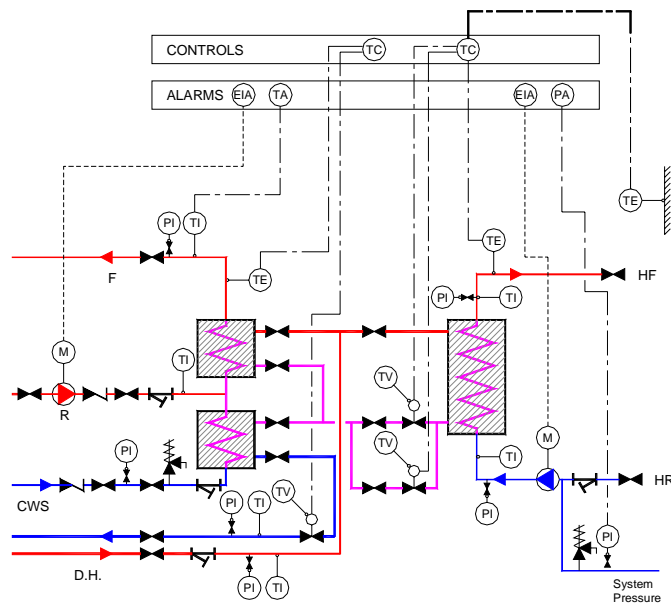 CONTROLS TC TC
ALARMS EIA TA EIA PA
TE
PI TI
TE TE
F HF
PI TI
M
TI
TV
R
TV M
PI TI
CWS HR
PI TI TV
PI
PI
D.H. PI TI
System
Pressure